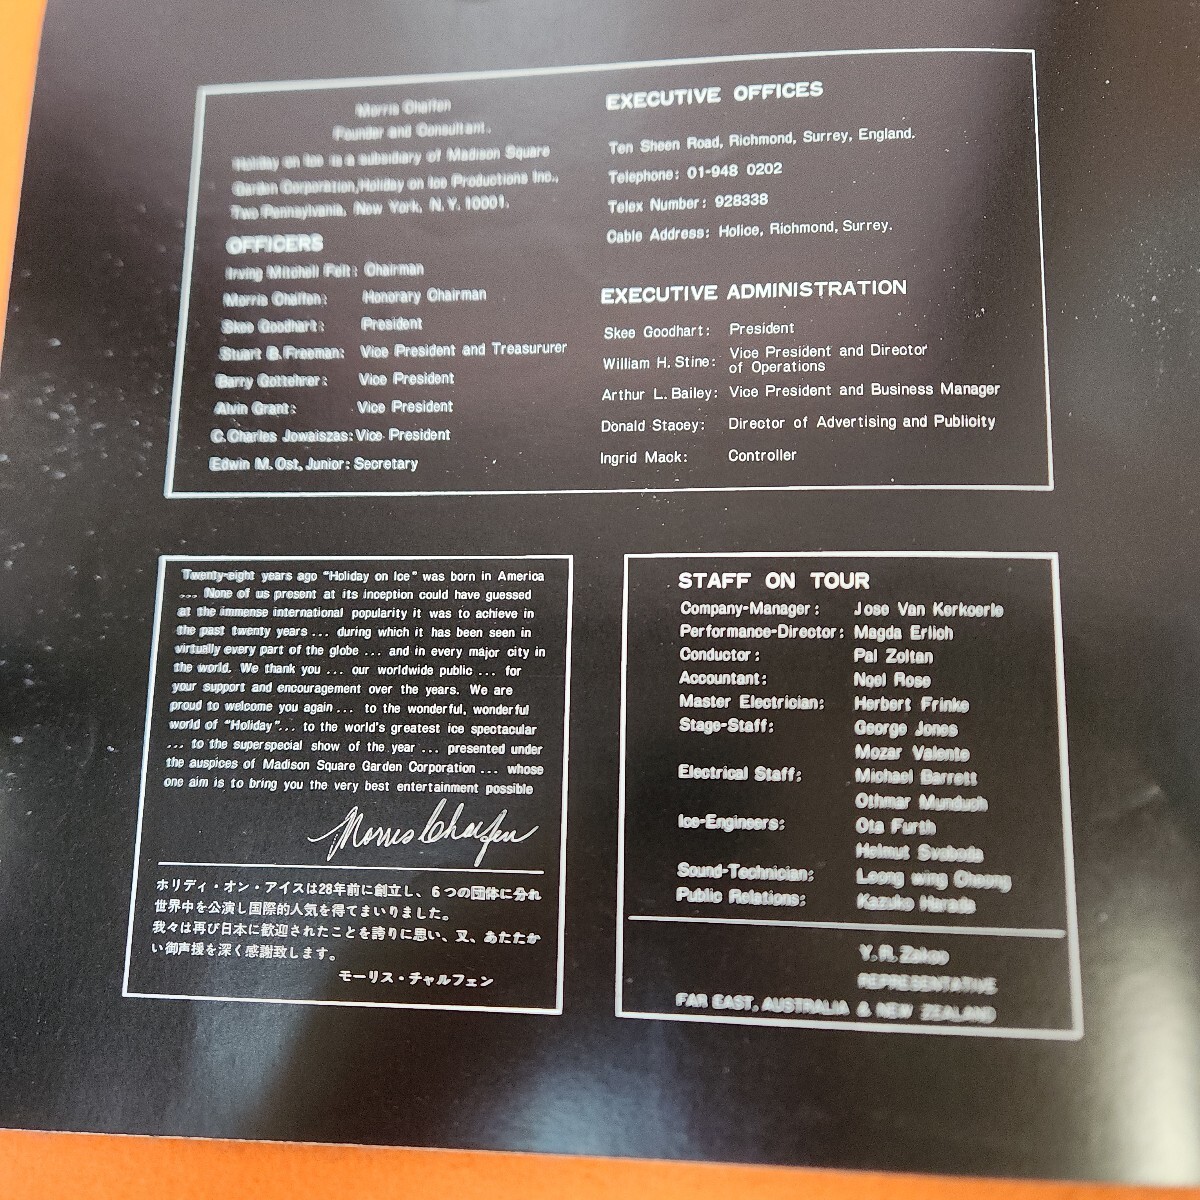 Morris Chalfen
Founder and Consultant.
Holiday on Ice is a subsidiary of Madison Square
Garden Corporation, Holiday on Ice Productions Inc.,
Two Pennsylvania, New York, N.Y. 10001.
OFFICERS
Irving Mitchell Felt: Chairman
Morris Chalfen: Honorary Chairman
Skee Goodhart: President
Stuart B. Freeman: Vice President and Treasururer
Barry Gottehrer: Vice President
Alvin Grant: Vice President
C. Charles Jowaiszas: Vice President
Edwin M. Ost, Junior: Secretary
EXECUTIVE OFFICES
Ten Sheen Road, Richmond, Surrey, England.
Telephone: 01-948 0202
Telex Number: 928338
Cable Address: Holice, Richmond, Surrey.
EXECUTIVE ADMINISTRATION
Skee Goodhart: President
William H. Stine: Vice President and Director
of Operations
Arthur L. Bailey: Vice President and Business Manager
Donald Stacey: Director of Advertising and Publicity
Ingrid Mack: Controller
Twenty-eight years ago "Holiday on Ice" was born in America
... None of us present at its inception could have guessed
at the immense international popularity it was to achieve in
the past twenty years ... during which it has been seen in
virtually every part of the globe ... and in every major city in
the world. We thank you ... our worldwide public ... for
your support and encouragement over the years. We are
proud to welcome you again ... to the wonderful, wonderful
world of "Holiday"... to the world's greatest ice spectacular
... to the superspecial show of the year ... presented under
the auspices of Madison Square Garden Corporation ... whose
one aim is to bring you the very best entertainment possible
Morris Chalfen
ホリディ・オン・アイスは28年前に創立し、6つの団体に分れ
世界中を公演し国際的人気を得てまいりました。
我々は再び日本に歓迎されたことを誇りに思い、又、あたたか
い御声援を深く感謝致します。
モーリス・チャルフェン
STAFF ON TOUR
Company-Manager: Jose Van Kerkoerle
Performance-Director: Magda Erlich
Conductor: Pal Zoltan
Accountant: Noel Rose
Master Electrician: Herbert Frinke
Stage-Staff: George Jones
Mozar Valente
Electrical Staff: Michael Barrett
Othmar Munduch
Ice-Engineers: Ota Furth
Helmut Svoboda
Sound-Technician: Leong wing Cheong
Public Relations: Kazuko Harada
Y. R. Zakoo
REPRESENTATIVE
FAR EAST, AUSTRALIA & NEW ZEALAND